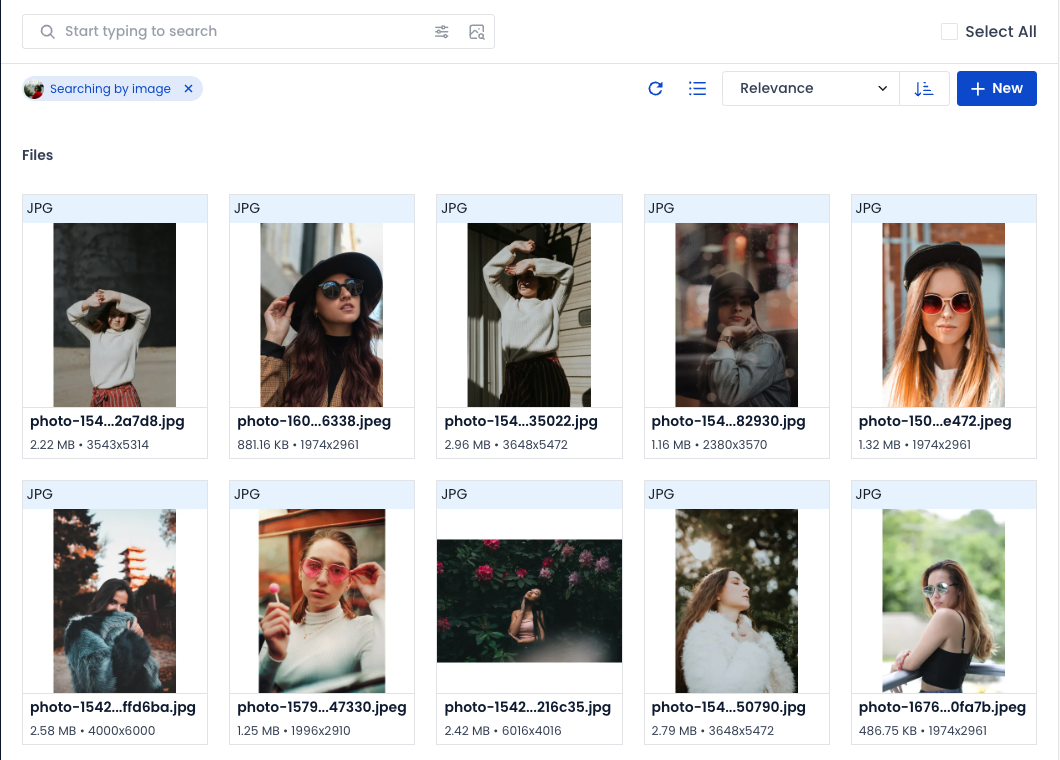 Start typing to search
Select All
Searching by image
Relevance
New
Files
JPG JPG JPG JPG JPG
photo-154...2a7d8.jpg photo-160...6338.jpeg photo-154...35022.jpg photo-154...82930.jpg photo-150...e472.jpeg
2.22 MB • 3543x5314 881.16 KB • 1974x2961 2.96 MB • 3648x5472 1.16 MB • 2380x3570 1.32 MB • 1974x2961
JPG JPG JPG JPG JPG
photo-1542...ffd6ba.jpg photo-1579...47330.jpeg photo-1542...216c35.jpg photo-154...50790.jpg photo-1676...0fa7b.jpeg
2.58 MB • 4000x6000 1.25 MB • 1996x2910 2.42 MB • 6016x4016 2.79 MB • 3648x5472 486.75 KB • 1974x2961